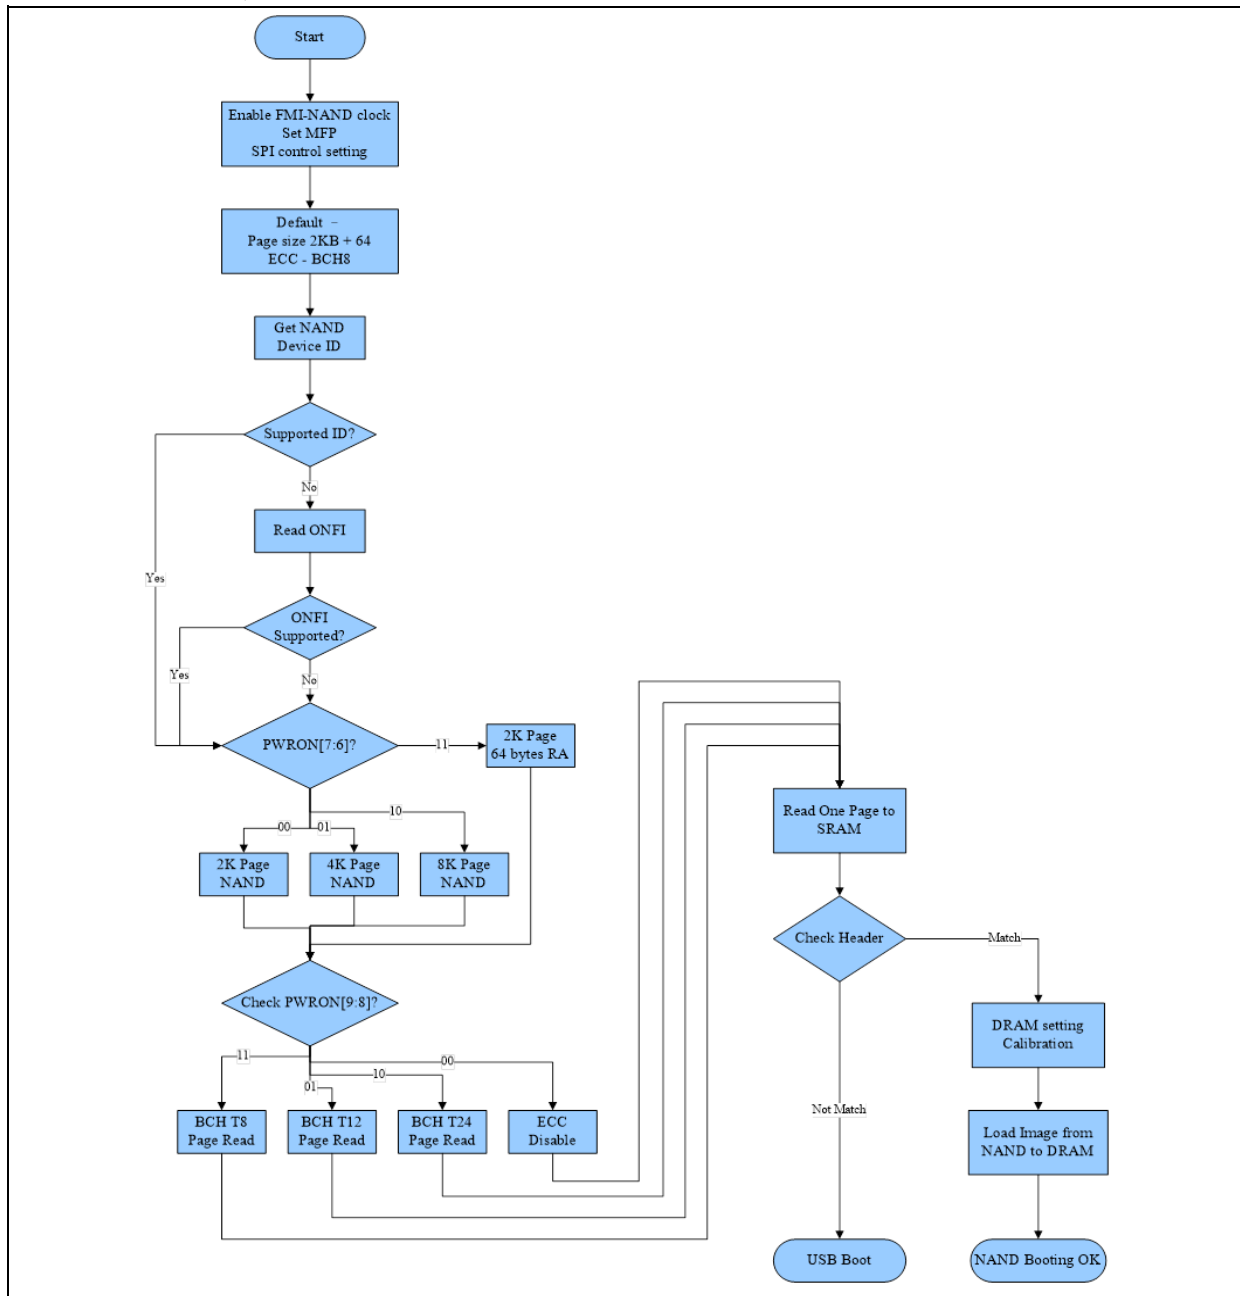 Start
Enable FMI-NAND clock
Set MFP
SPI control setting
Default –
Page size 2KB + 64
ECC - BCH8
Get NAND
Device ID
Supported ID?
No
Read ONFI
Yes
ONFI
Supported?
Yes
No
PWRON[7:6]?
11
2K Page
64 bytes RA
10
00
01
2K Page
NAND
4K Page
NAND
8K Page
NAND
Check PWRON[9:8]?
11
00
10
01
BCH T8
Page Read
BCH T12
Page Read
BCH T24
Page Read
ECC
Disable
Read One Page to
SRAM
Check Header
Match
DRAM setting
Calibration
Not Match
Load Image from
NAND to DRAM
USB Boot
NAND Booting OK